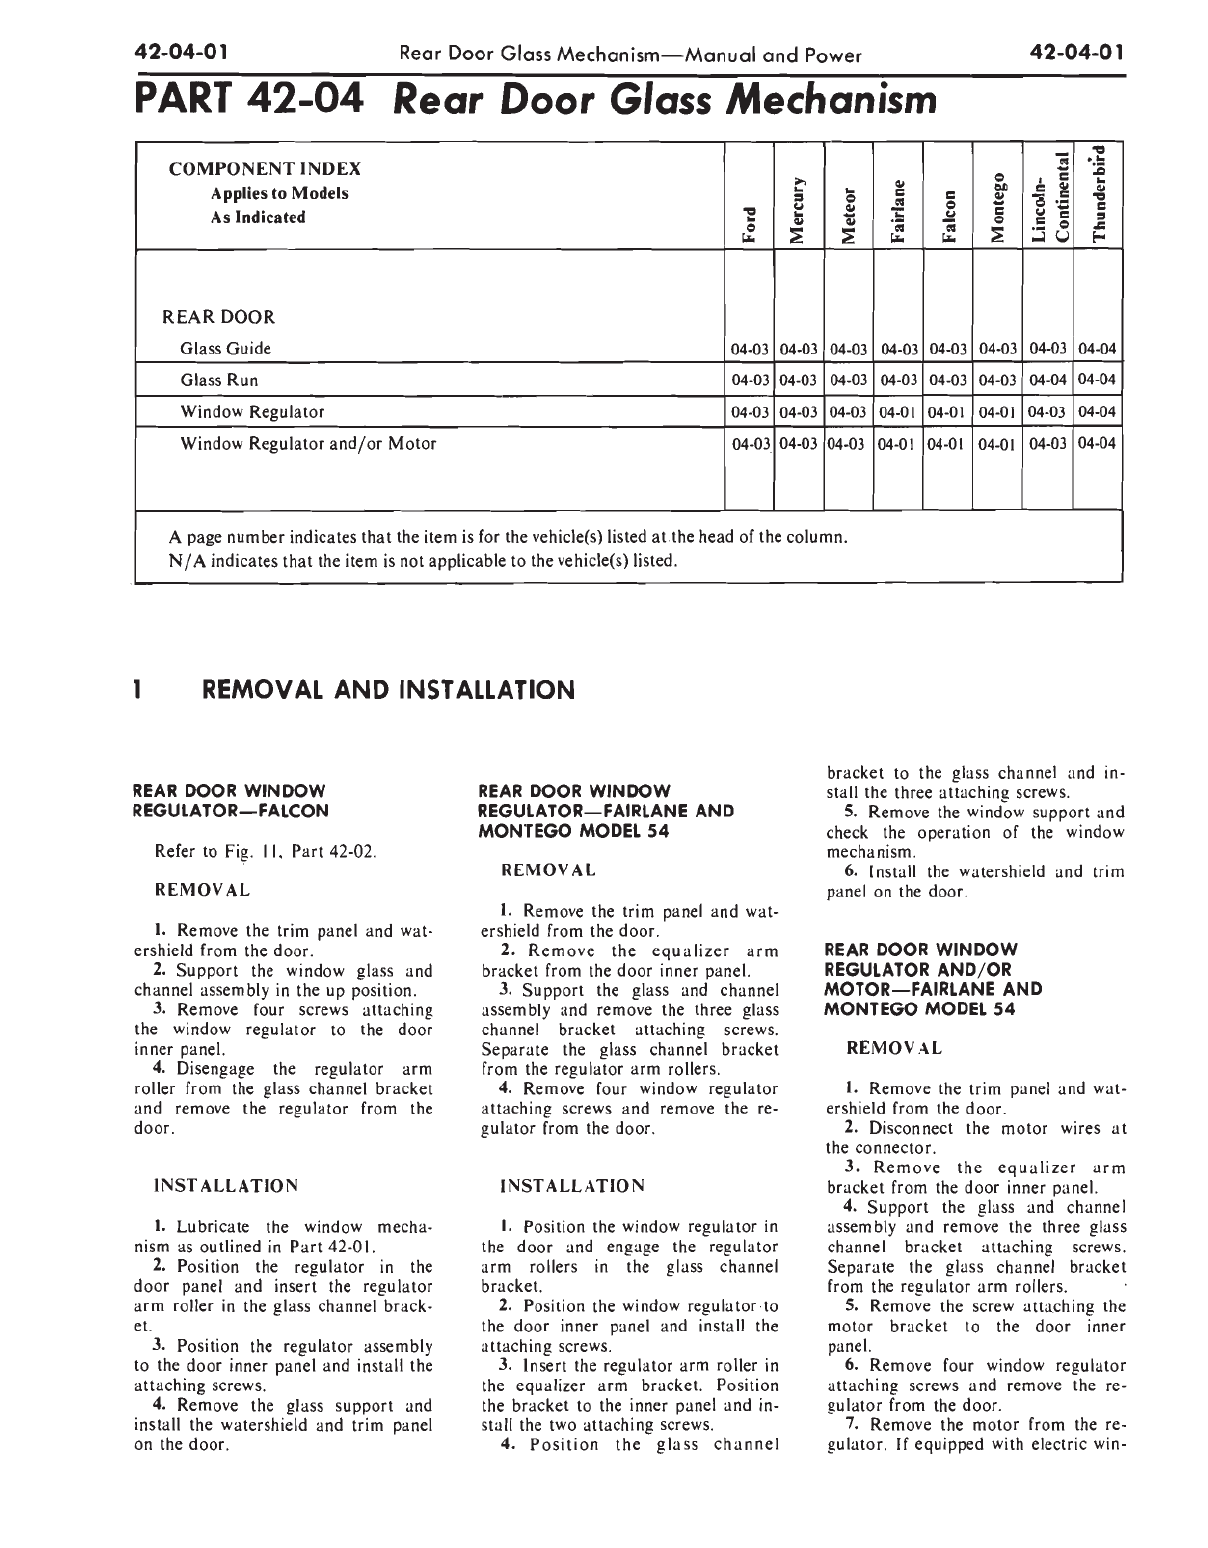 42-04-01 Rear Door Glass Mechanism—Manual and Power 42-04-01
PART 42-04 Rear Door Glass Mechanism
COMPONENT INDEX
Applies to Models
As Indicated
Ford
Mercury
Meteor
Fairlane
Falcon
Montego
Lincoln-
Continental
Thunderbird
REAR DOOR
Glass Guide 04-03 04-03 04-03 04-03 04-03 04-03 04-03 04-04
Glass Run 04-03 04-03 04-03 04-03 04-03 04-03 04-04 04-04
Window Regulator 04-03 04-03 04-03 04-01 04-01 04-01 04-03 04-04
Window Regulator and/or Motor 04-03 04-03 04-03 04-01 04-01 04-01 04-03 04-04
A page number indicates that the item is for the vehicle(s) listed at the head of the column.
N/A indicates that the item is not applicable to the vehicle(s) listed.
1 REMOVAL AND INSTALLATION
REAR DOOR WINDOW
REGULATOR—FALCON
Refer to Fig. 11, Part 42-02.
REMOVAL
1. Remove the trim panel and wat-
ershield from the door.
2. Support the window glass and
channel assembly in the up position.
3. Remove four screws attaching
the window regulator to the door
inner panel.
4. Disengage the regulator arm
roller from the glass channel bracket
and remove the regulator from the
door.
INSTALLATION
1. Lubricate the window mecha-
nism as outlined in Part 42-01.
2. Position the regulator in the
door panel and insert the regulator
arm roller in the glass channel brack-
et.
3. Position the regulator assembly
to the door inner panel and install the
attaching screws.
4. Remove the glass support and
install the watershield and trim panel
on the door.
REAR DOOR WINDOW
REGULATOR—FAIRLANE AND
MONTEGO MODEL 54
REMOVAL
1. Remove the trim panel and wat-
ershield from the door.
2. Remove the equalizer arm
bracket from the door inner panel.
3. Support the glass and channel
assembly and remove the three glass
channel bracket attaching screws.
Separate the glass channel bracket
from the regulator arm rollers.
4. Remove four window regulator
attaching screws and remove the re-
gulator from the door.
INSTALLATION
1. Position the window regulator in
the door and engage the regulator
arm rollers in the glass channel
bracket.
2. Position the window regulator to
the door inner panel and install the
attaching screws.
3. Insert the regulator arm roller in
the equalizer arm bracket. Position
the bracket to the inner panel and in-
stall the two attaching screws.
4. Position the glass channel
bracket to the glass channel and in-
stall the three attaching screws.
5. Remove the window support and
check the operation of the window
mechanism.
6. Install the watershield and trim
panel on the door.
REAR DOOR WINDOW
REGULATOR AND/OR
MOTOR—FAIRLANE AND
MONTEGO MODEL 54
REMOVAL
1. Remove the trim panel and wat-
ershield from the door.
2. Disconnect the motor wires at
the connector.
3. Remove the equalizer arm
bracket from the door inner panel.
4. Support the glass and channel
assembly and remove the three glass
channel bracket attaching screws.
Separate the glass channel bracket
from the regulator arm rollers.
5. Remove the screw attaching the
motor bracket to the door inner
panel.
6. Remove four window regulator
attaching screws and remove the re-
gulator from the door.
7. Remove the motor from the re-
gulator. If equipped with electric win-